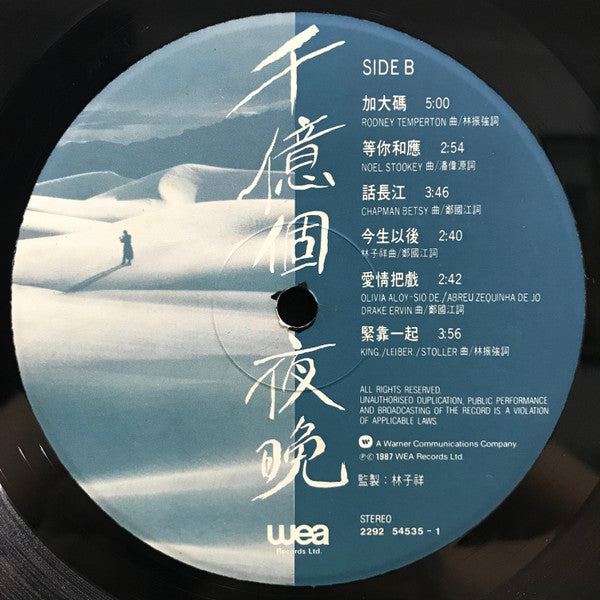 千億個夜晚
SIDE B
加大碼 5:00
RODNEY TEMPERTON 曲/林振強詞
等你和應 2:54
NOEL STOOKEY 曲/潘偉源詞
話長江 3:46
CHAPMAN BETSY 曲/鄭國江詞
今生以後 2:40
林子祥曲/鄭國江詞
愛情把戲 2:42
OLIVIA ALOY-SIO DE./ABREU ZEQUINHA DE JO
DRAKE ERVIN 曲/鄭國江詞
緊靠一起 3:56
KING./LEIBER./STOLLER 曲/林振強詞
ALL RIGHTS RESERVED.
UNAUTHORISED DUPLICATION, PUBLIC PERFORMANCE
AND BROADCASTING OF THE RECORD IS A VIOLATION
OF APPLICABLE LAWS.
A Warner Communications Company.
℗© 1987 WEA Records Ltd.
監製：林子祥
wea
Records Ltd.
STEREO
2292 54535-1